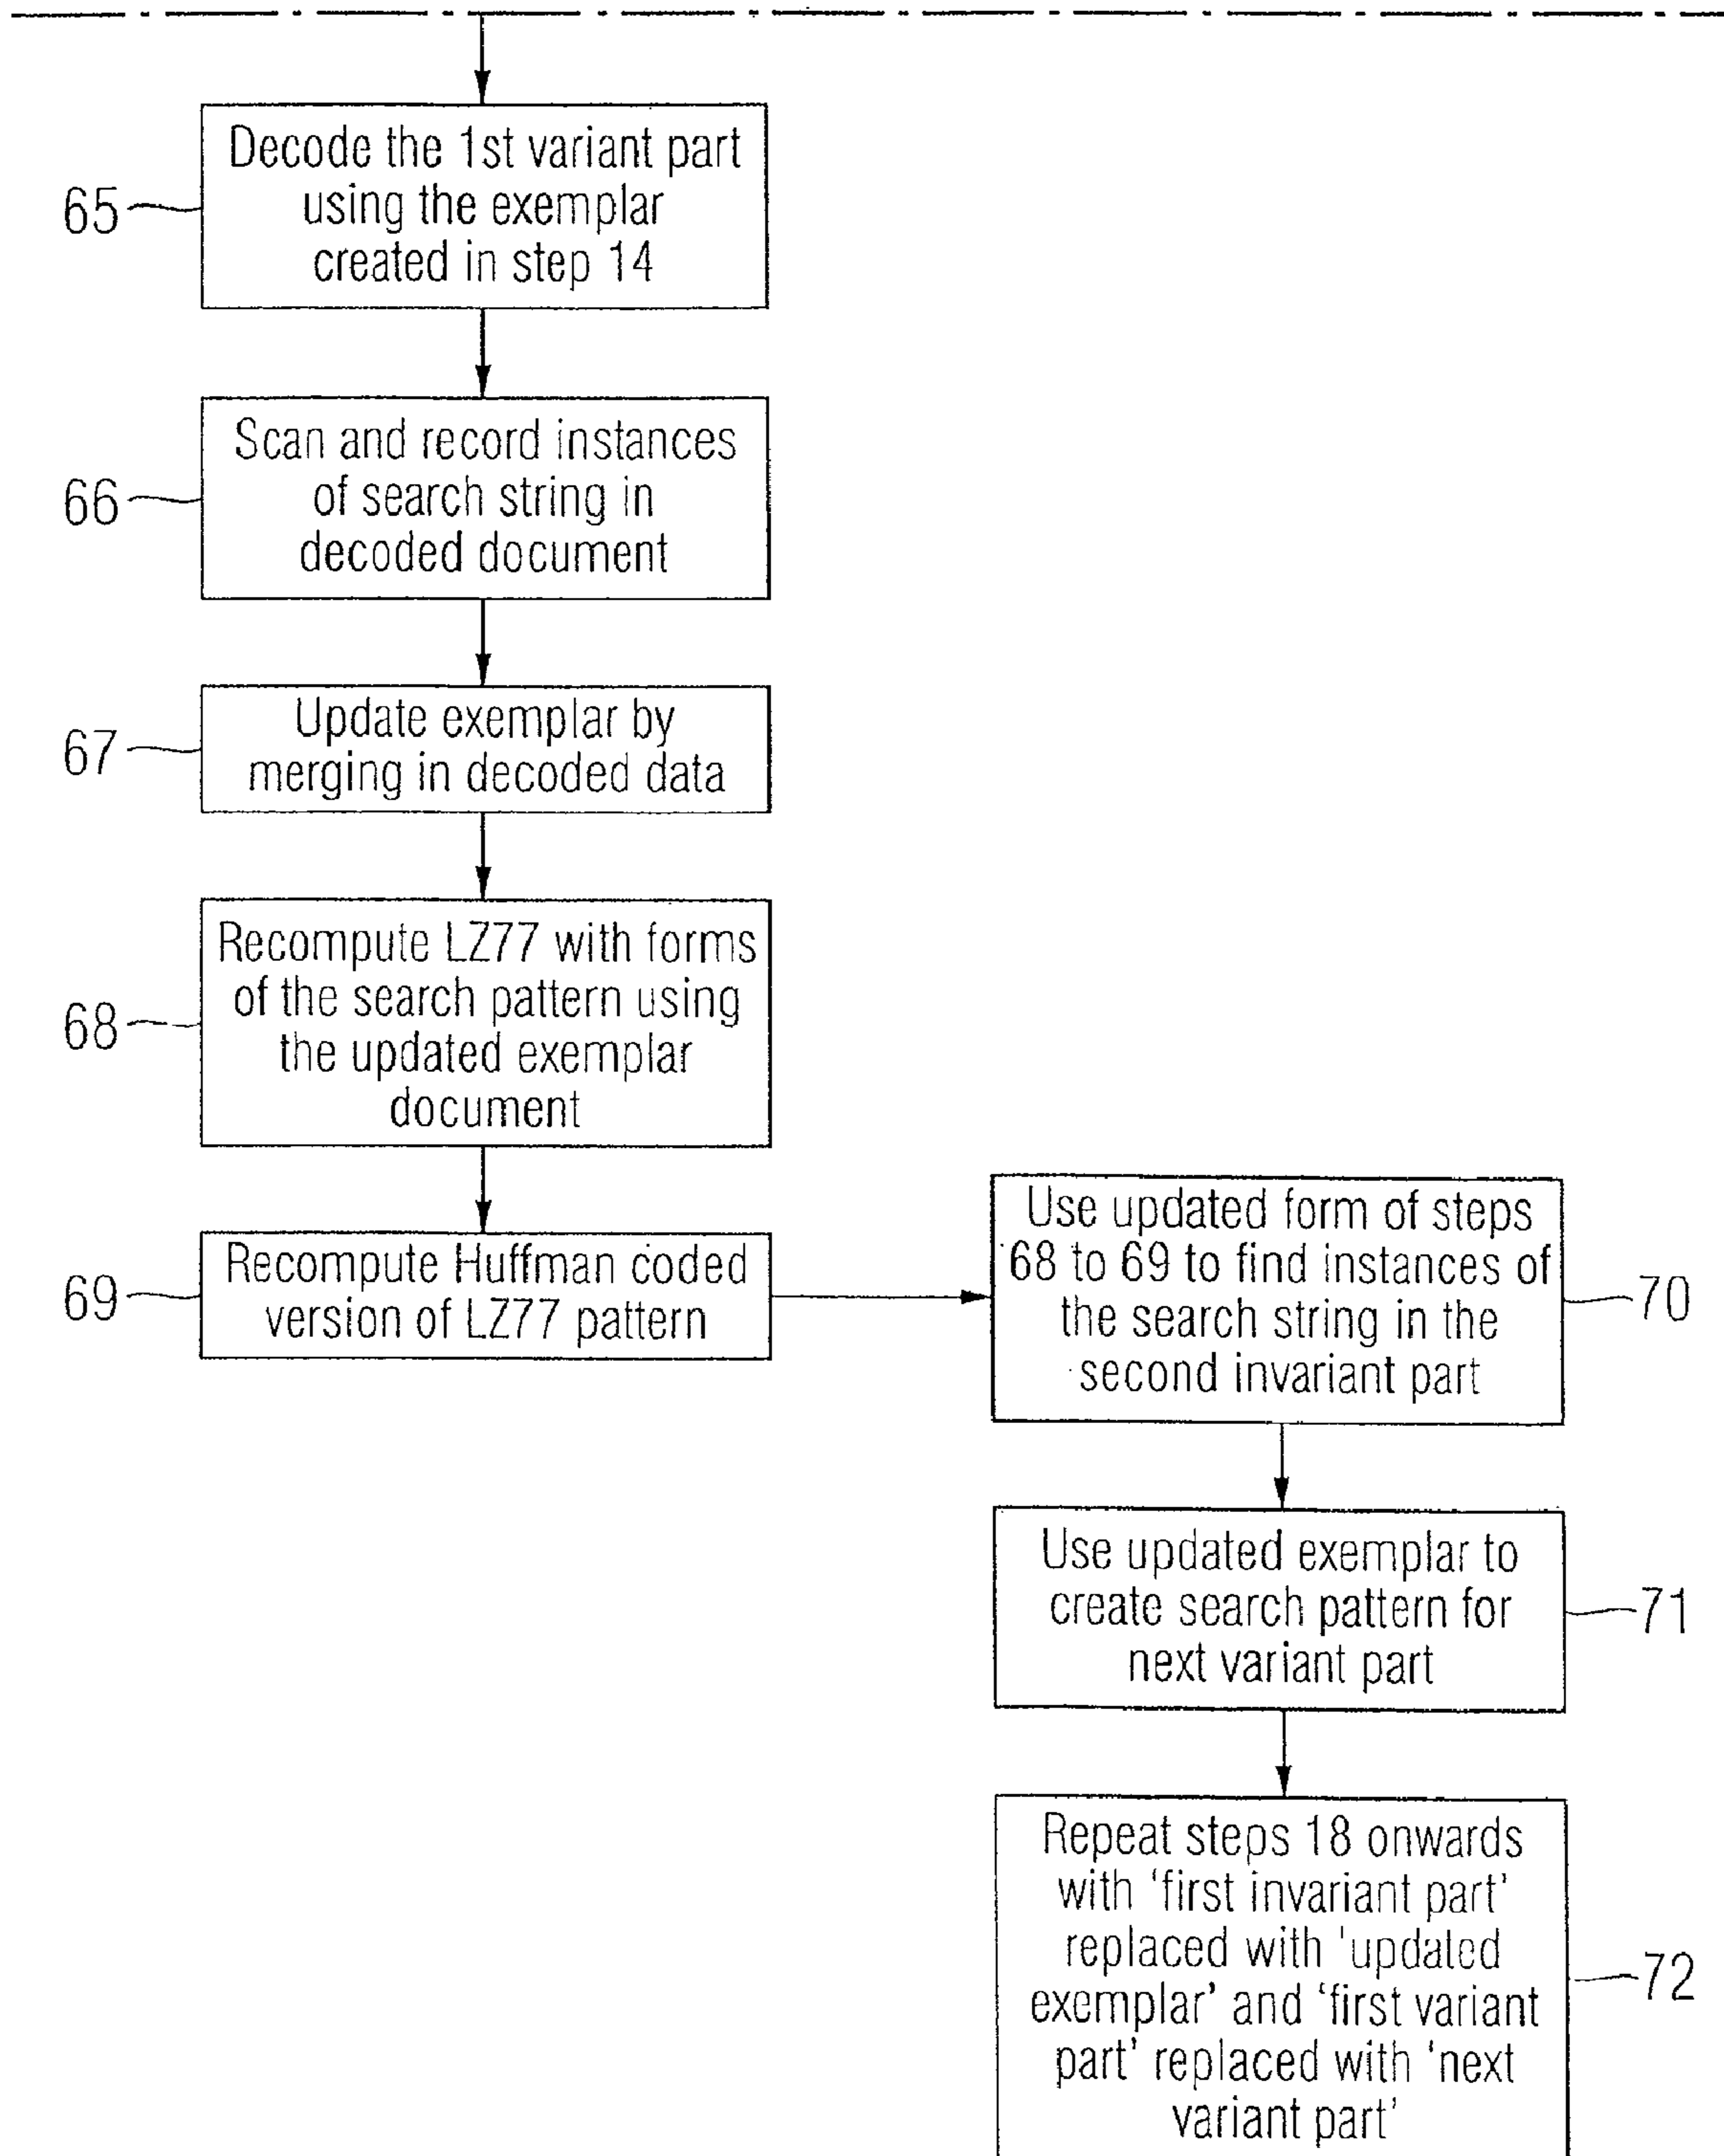 65
Decode the 1st variant part
using the exemplar
created in step 14
66
Scan and record instances
of search string in
decoded document
67
Update exemplar by
merging in decoded data
68
Recompute LZ77 with forms
of the search pattern using
the updated exemplar
document
69
Recompute Huffman coded
version of LZ77 pattern
Use updated form of steps
68 to 69 to find instances of
the search string in the
second invariant part
70
Use updated exemplar to
create search pattern for
next variant part
71
Repeat steps 18 onwards
with ‘first invariant part’
replaced with ‘updated
exemplar’ and ‘first variant
part’ replaced with ‘next
variant part’
72